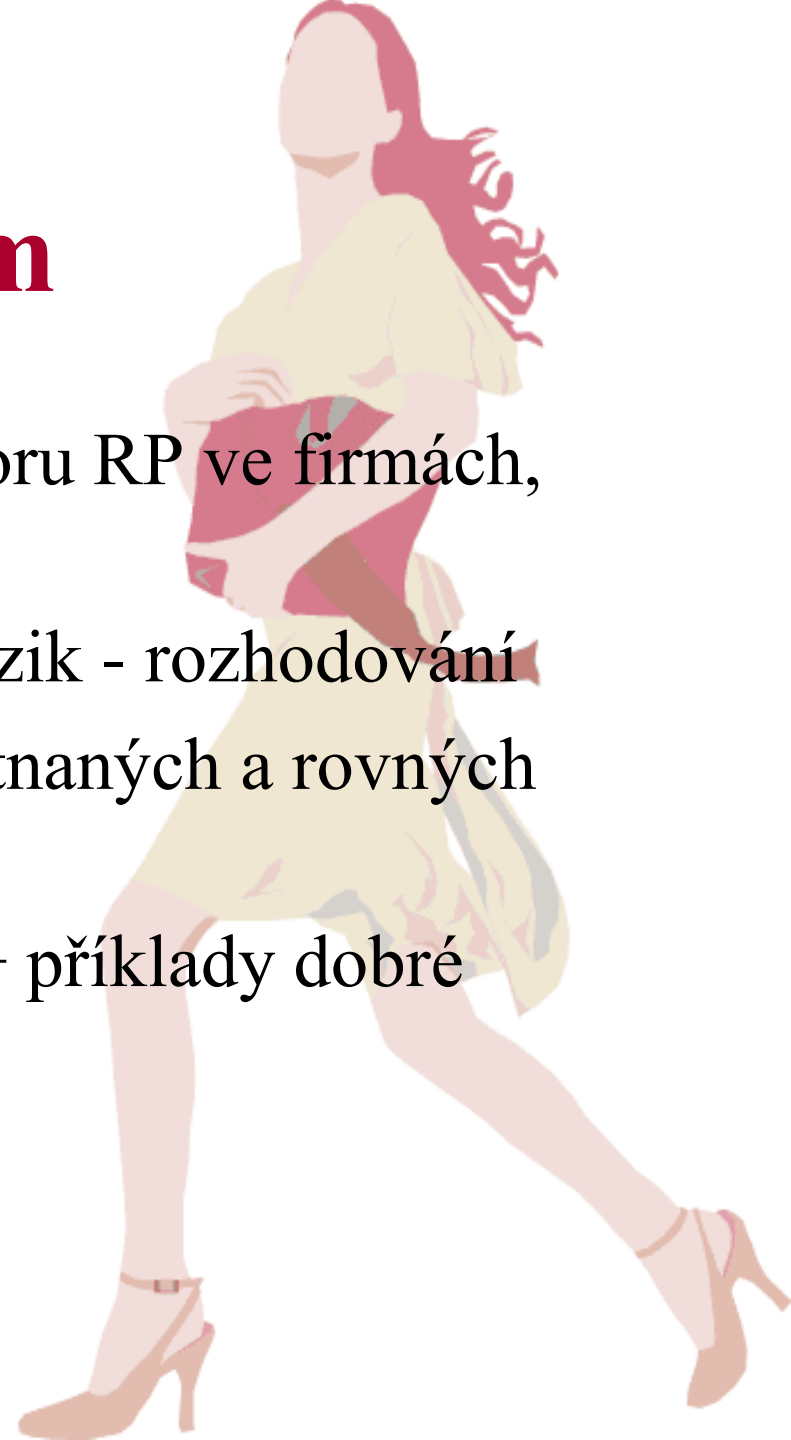 m
oru RP ve firmách,
zik - rozhodování
tnaných a rovných
příklady dobré